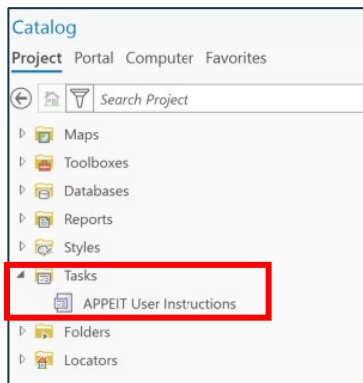 Catalog
Project Portal Computer Favorites
Search Project
Maps
Toolboxes
Databases
Reports
Styles
Tasks
APPEIT User Instructions
Folders
Locators